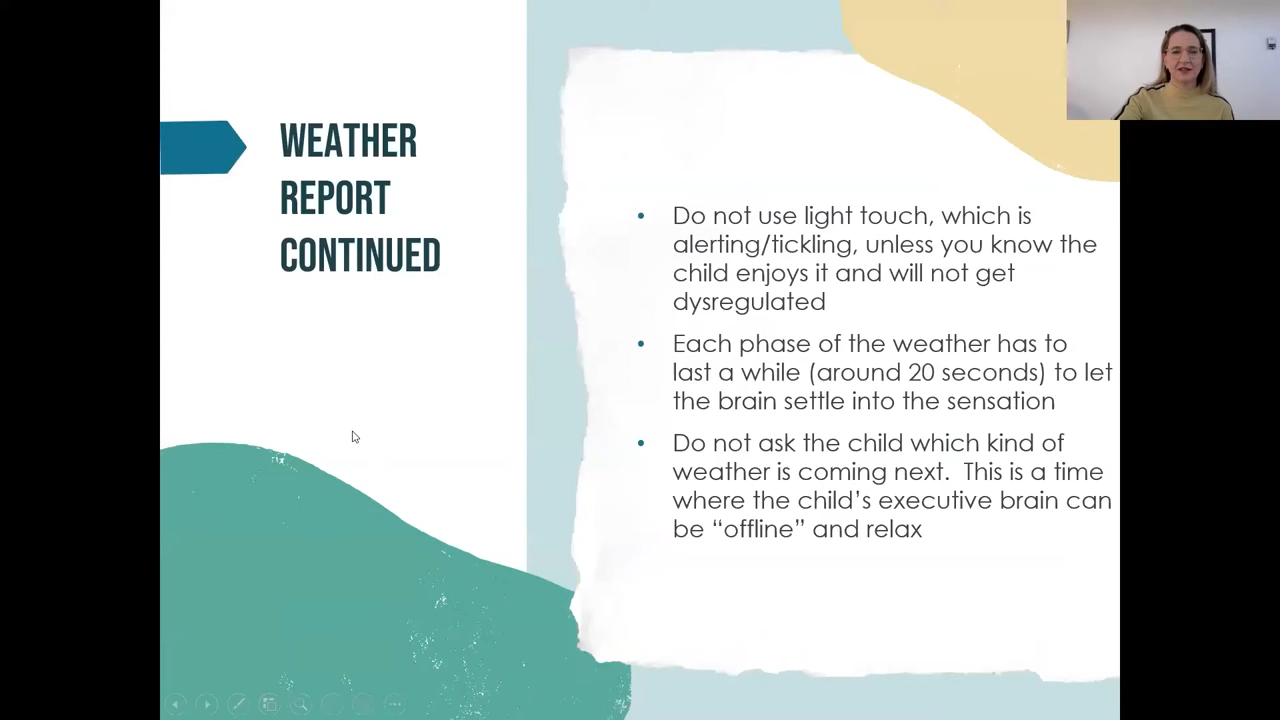 WEATHER
REPORT
CONTINUED
• Do not use light touch, which is
alerting/tickling, unless you know the
child enjoys it and will not get
dysregulated
• Each phase of the weather has to
last a while (around 20 seconds) to let
the brain settle into the sensation
• Do not ask the child which kind of
weather is coming next.  This is a time
where the child’s executive brain can
be “offline” and relax